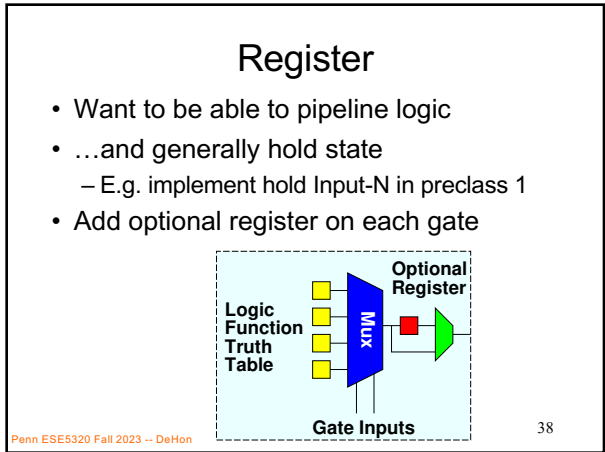 Register
• Want to be able to pipeline logic
• …and generally hold state
– E.g. implement hold Input-N in preclass 1
• Add optional register on each gate
Optional
Register
Logic
Function
Truth
Table
Mux
Gate Inputs
Penn ESE5320 Fall 2023 -- DeHon
38